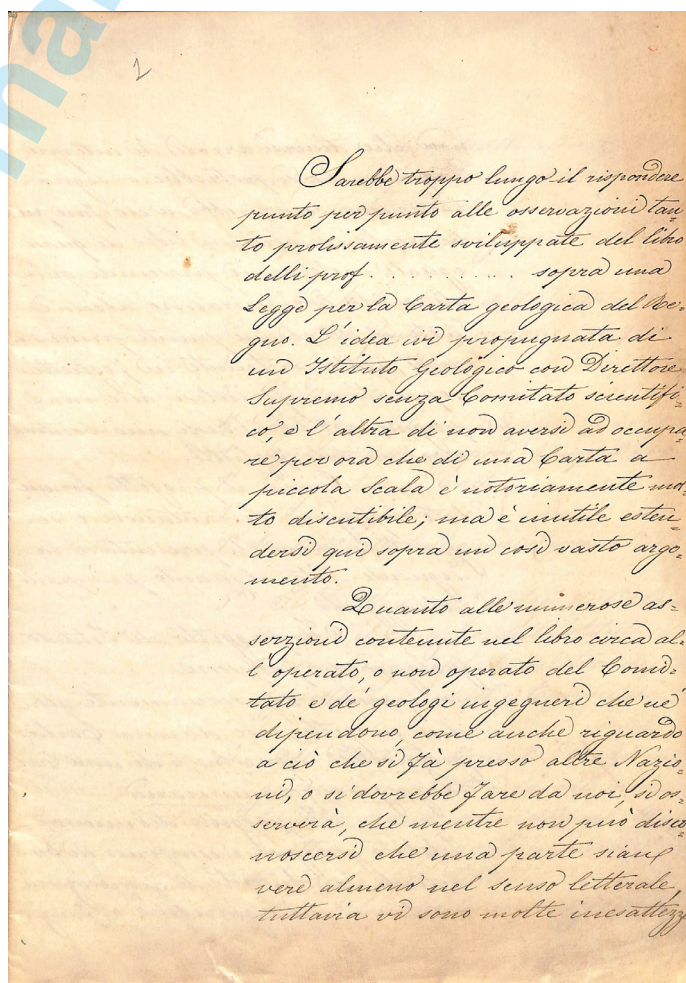 2
Sarebbe troppo lungo il rispondere
punto per punto alle osservazioni tan-
to prolissamente sviluppate del libro
delli prof. . . . . . . . . . . sopra una
Legge per la Carta geologica del Re-
gno. L'idea ivi propugnata di
un Istituto Geologico con Direttore
Supremo senza Comitato scientifi-
co, e l'altra di non aversi ad occupa
re per ora che di una Carta a
piccola Scala è notoriamente mol-
to discutibile; ma è inutile esten-
dersi qui sopra un così vasto argo-
mento.
Quanto alle numerose as-
serzioni contenute nel libro circa al-
l'operato, o non operato del Comi-
tato e de' geologi ingegneri che ne
dipendono, come anche riguardo
a ciò che si fà presso altre Nazio-
ni, o si dovrebbe fare da noi, si os-
serverà, che mentre non può disco-
noscersi che una parte siano
vere almeno nel senso letterale,
tuttavia vi sono molte inesattezz